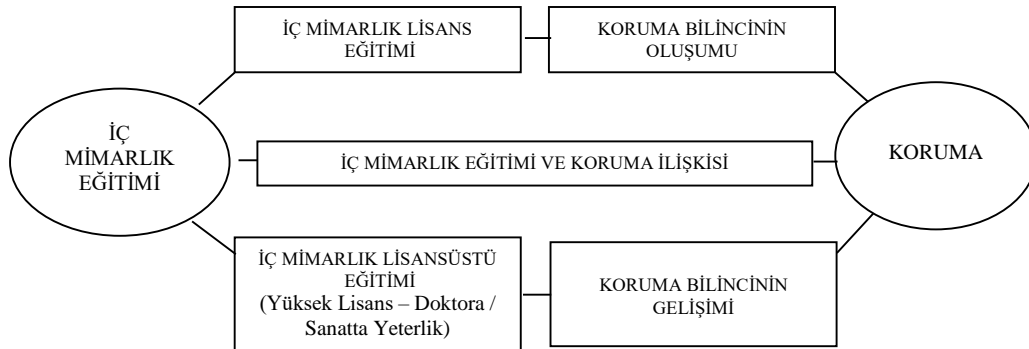 İÇ MİMARLIK LİSANS
EĞİTİMİ
KORUMA BİLİNCİNİN
OLUŞUMU
İÇ
MİMARLIK
EĞİTİMİ
İÇ MİMARLIK EĞİTİMİ VE KORUMA İLİŞKİSİ
KORUMA
İÇ MİMARLIK LİSANSÜSTÜ
EĞİTİMİ
(Yüksek Lisans – Doktora /
Sanatta Yeterlik)
KORUMA BİLİNCİNİN
GELİŞİMİ